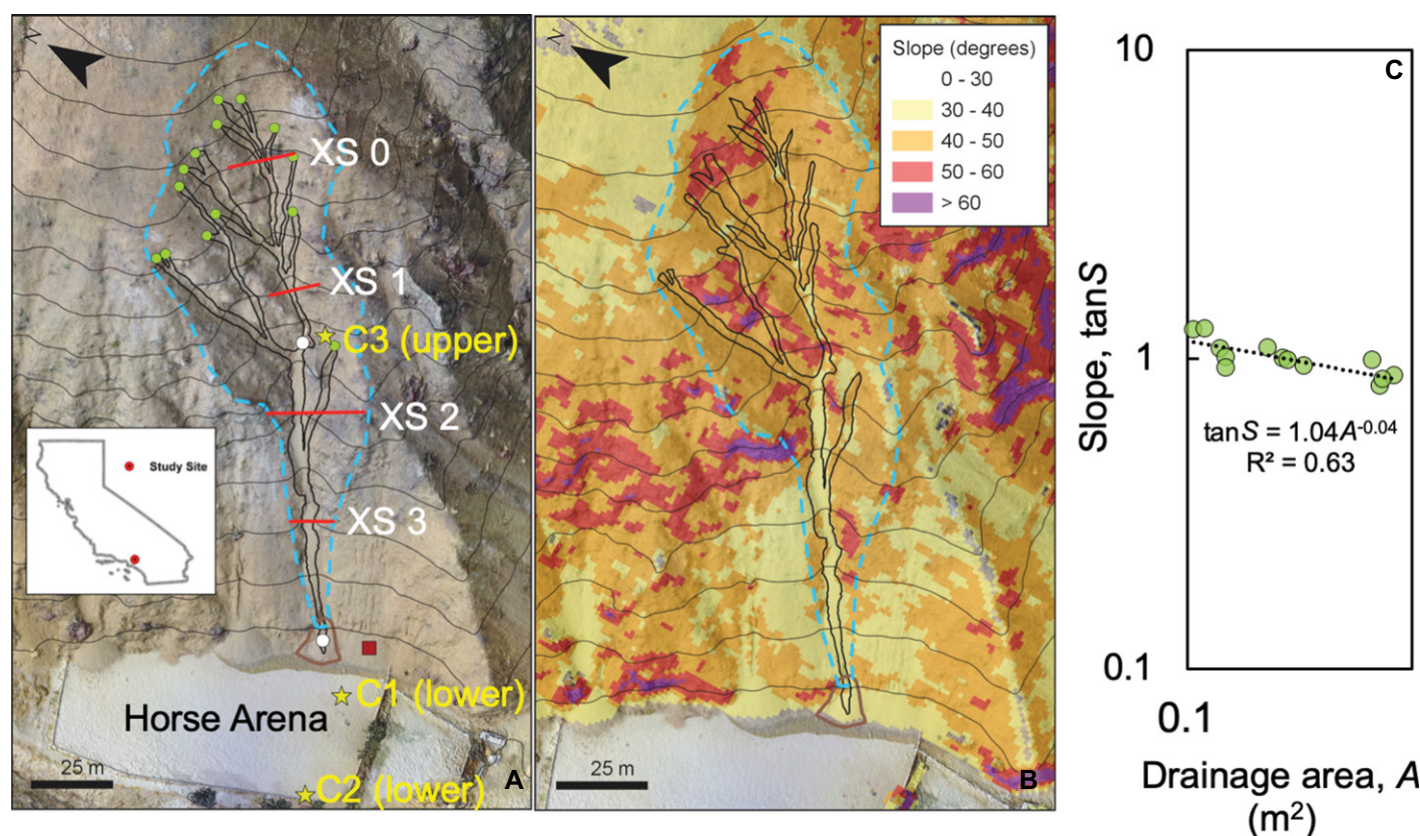 N
XS 0
XS 1
C3 (upper)
XS 2
Study Site
XS 3
C1 (lower)
Horse Arena
25 m
C2 (lower)
A
N
Slope (degrees)
0 - 30
30 - 40
40 - 50
50 - 60
> 60
25 m
B
10
C
Slope, tanS
1
tanS = 1.04A^-0.04
R² = 0.63
0.1
0.1
Drainage area, A
(m²)